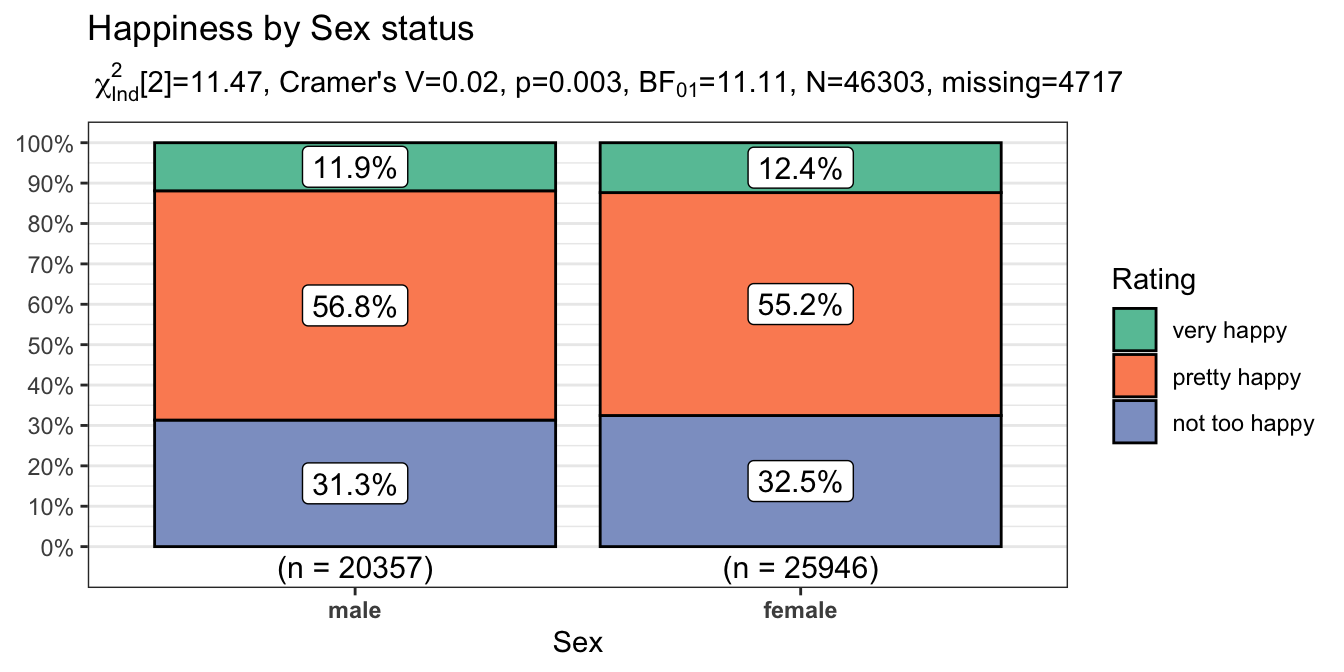 Happiness by Sex status
χ²Ind[2]=11.47, Cramer's V=0.02, p=0.003, BF01=11.11, N=46303, missing=4717
100%
90%
80%
70%
60%
50%
40%
30%
20%
10%
0%
11.9%
56.8%
31.3%
(n = 20357)
12.4%
55.2%
32.5%
(n = 25946)
male
female
Sex
Rating
very happy
pretty happy
not too happy